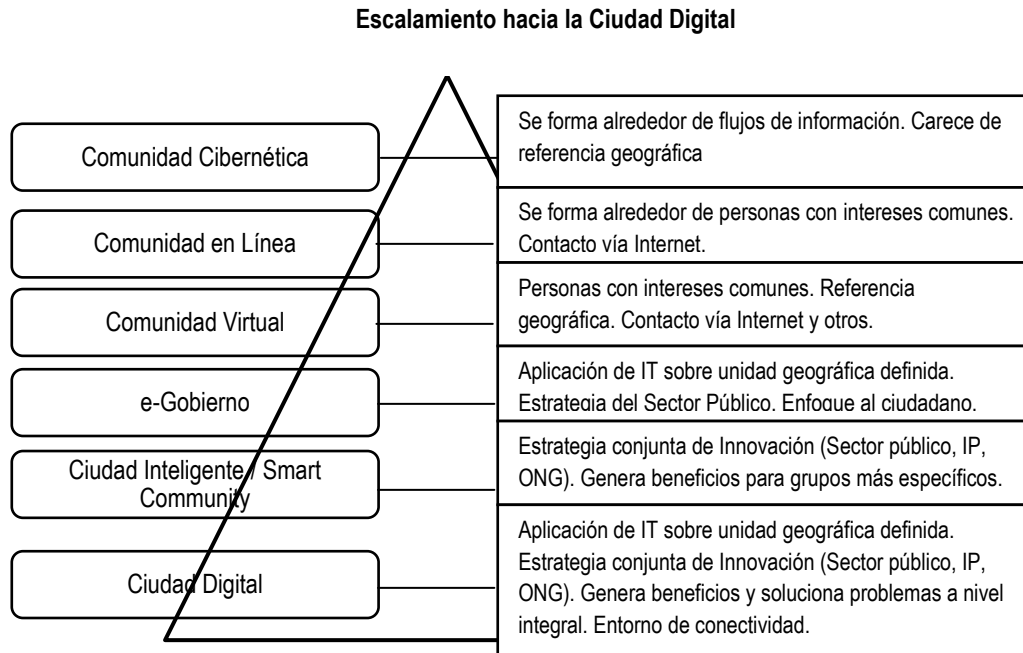 Escalamiento hacia la Ciudad Digital
Comunidad Cibernética
Se forma alrededor de flujos de información. Carece de
referencia geográfica
Comunidad en Línea
Se forma alrededor de personas con intereses comunes.
Contacto vía Internet.
Comunidad Virtual
Personas con intereses comunes. Referencia
geográfica. Contacto vía Internet y otros.
e-Gobierno
Aplicación de IT sobre unidad geográfica definida.
Estrategia del Sector Público. Enfoque al ciudadano.
Ciudad Inteligente / Smart
Community
Estrategia conjunta de Innovación (Sector público, IP,
ONG). Genera beneficios para grupos más específicos.
Ciudad Digital
Aplicación de IT sobre unidad geográfica definida.
Estrategia conjunta de Innovación (Sector público, IP,
ONG). Genera beneficios y soluciona problemas a nivel
integral. Entorno de conectividad.